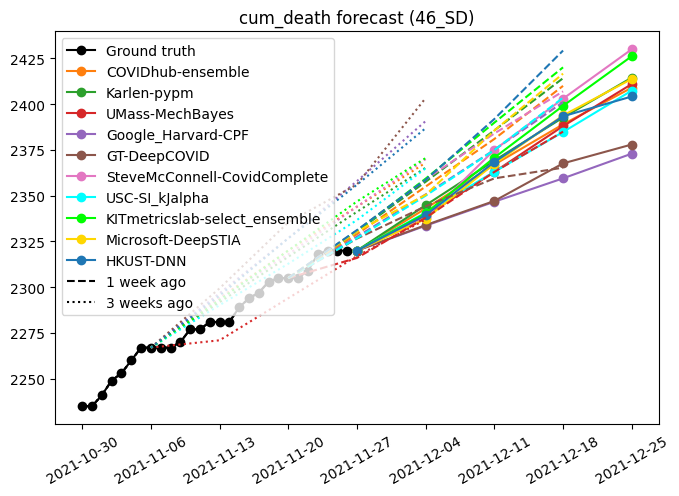 cum_death forecast (46_SD)
2425
2400
2375
2350
2325
2300
2275
2250
Ground truth
COVIDhub-ensemble
Karlen-pypm
UMass-MechBayes
Google_Harvard-CPF
GT-DeepCOVID
SteveMcConnell-CovidComplete
USC-SI_kJalpha
KITmetricslab-select_ensemble
Microsoft-DeepSTIA
HKUST-DNN
1 week ago
3 weeks ago
2021-10-30
2021-11-06
2021-11-13
2021-11-20
2021-11-27
2021-12-04
2021-12-11
2021-12-18
2021-12-25